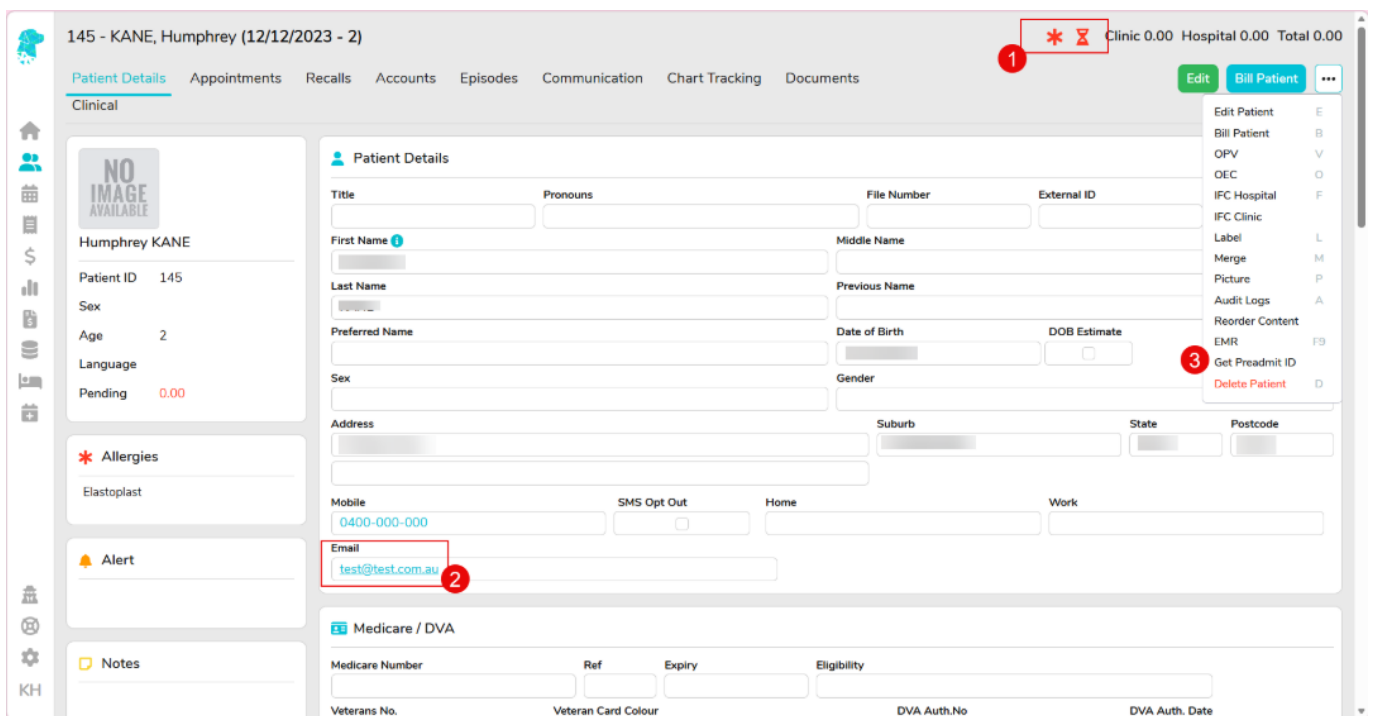 145 - KANE, Humphrey (12/12/2023 - 2)
1
Clinic 0.00 Hospital 0.00 Total 0.00
Patient Details Appointments Recalls Accounts Episodes Communication Chart Tracking Documents
Clinical
Edit Bill Patient ...
Edit Patient E
Bill Patient B
OPV V
OEC O
IFC Hospital F
IFC Clinic
Label L
Merge M
Picture P
Audit Logs A
Reorder Content
EMR F9
3 Get Preadmit ID
Delete Patient D
NO
IMAGE
AVAILABLE
Humphrey KANE
Patient ID 145
Sex
Age 2
Language
Pending 0.00
Allergies
Elastoplast
Alert
Notes
KH
Patient Details
Title Pronouns File Number External ID
First Name Middle Name
Last Name Previous Name
Preferred Name Date of Birth DOB Estimate
Sex Gender
Address Suburb State Postcode
Mobile SMS Opt Out Home Work
0400-000-000
Email
test@test.com.au
2
Medicare / DVA
Medicare Number Ref Expiry Eligibility
Veterans No. Veteran Card Colour DVA Auth.No DVA Auth. Date